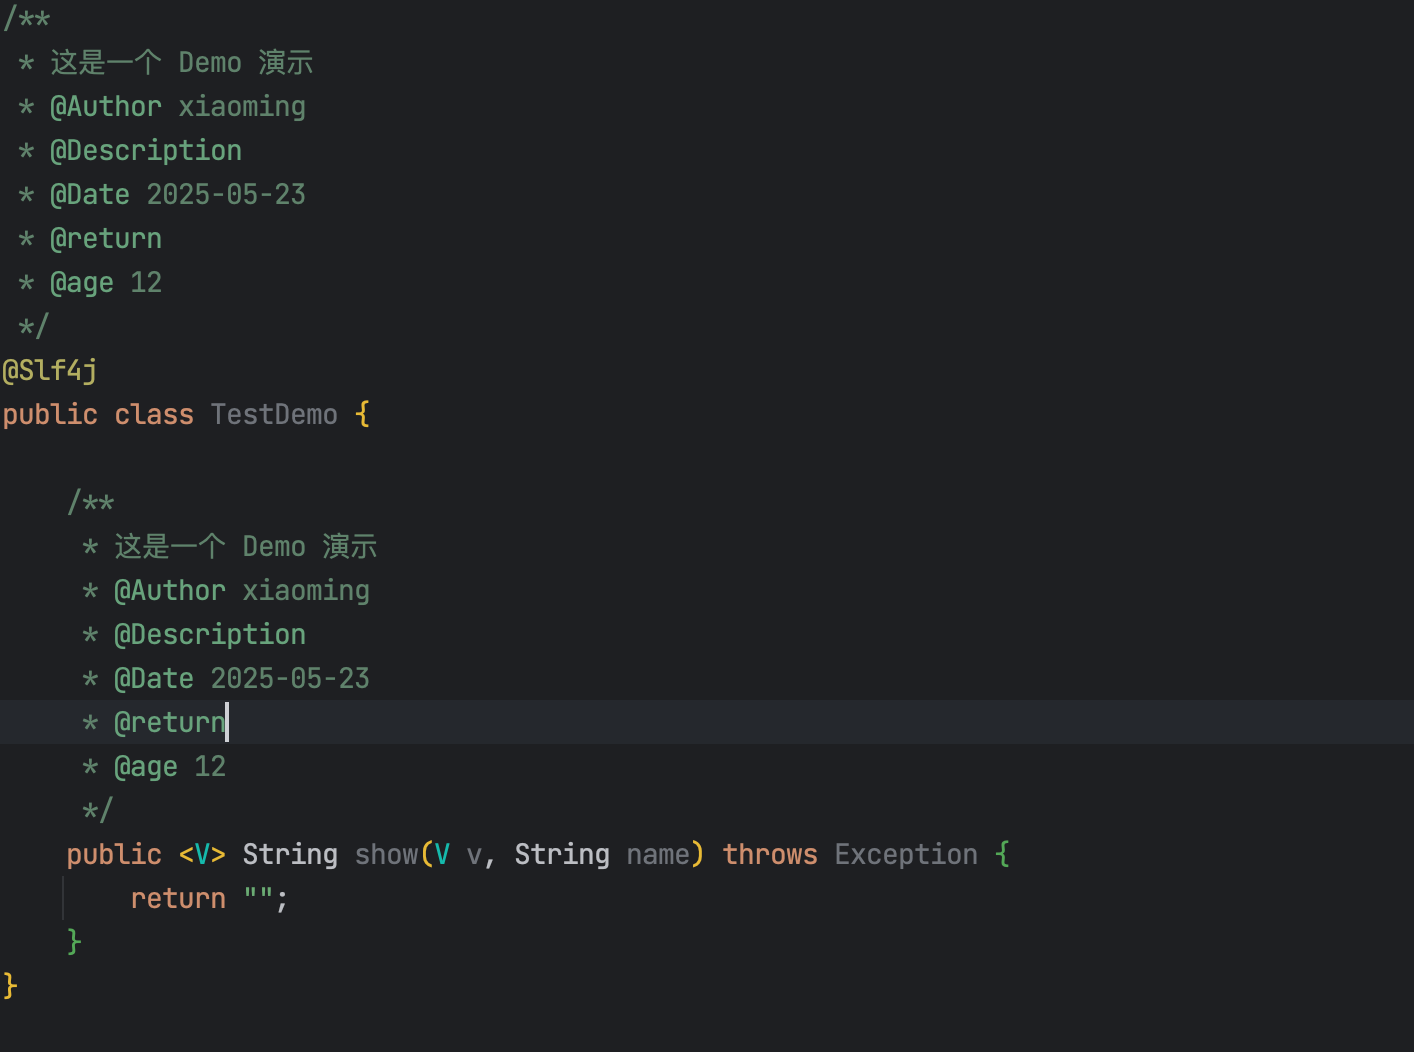 /**
 * 这是一个 Demo 演示
 * @Author xiaoming
 * @Description
 * @Date 2025-05-23
 * @return
 * @age 12
 */
@Slf4j
public class TestDemo {
    /**
     * 这是一个 Demo 演示
     * @Author xiaoming
     * @Description
     * @Date 2025-05-23
     * @return
     * @age 12
     */
    public <V> String show(V v, String name) throws Exception {
        return "";
    }
}